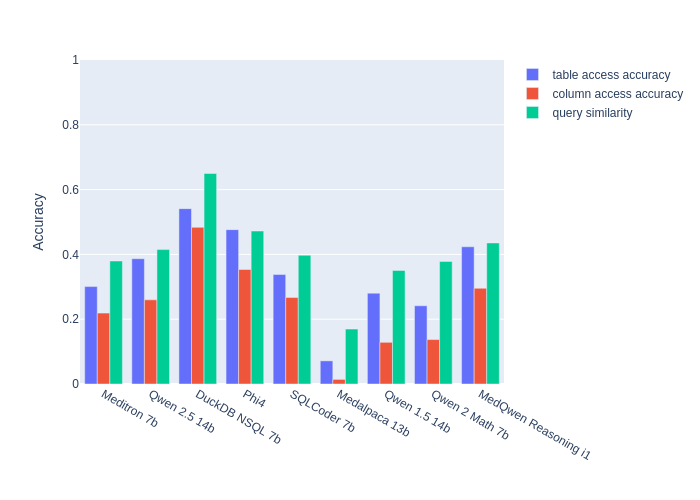 1
0.8
0.6
0.4
0.2
0
Accuracy
Meditron 7b
Qwen 2.5 14b
DuckDB NSQL 7b
Phi4
SQLCoder 7b
Medalpaca 13b
Qwen 1.5 14b
Qwen 2 Math 7b
MedQwen Reasoning i1
table access accuracy
column access accuracy
query similarity